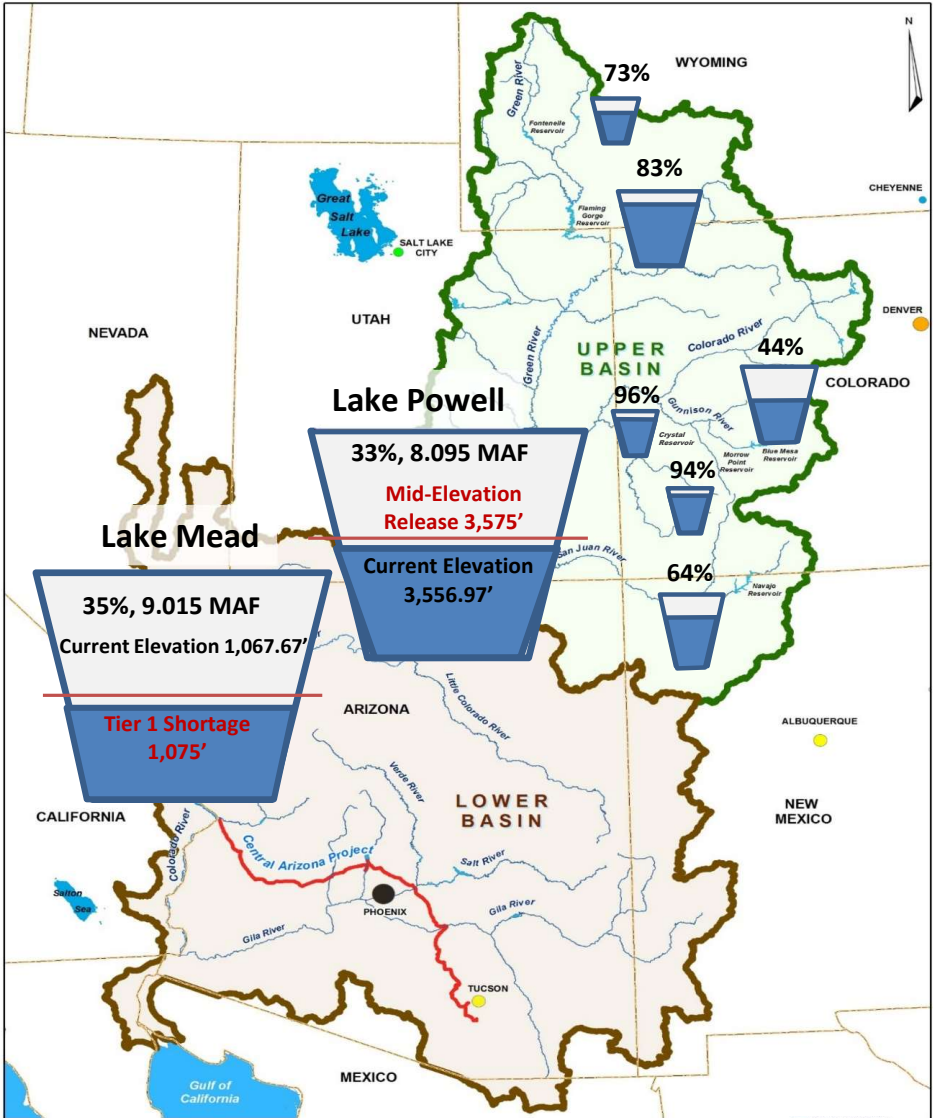 N
WYOMING
73%
Green River
Fontenelle
Reservoir
83%
CHEYENNE
Flaming
Gorge
Reservoir
Great
Salt
Lake
SALT LAKE
CITY
DENVER
NEVADA
UTAH
Green River
Colorado River
UPPER
BASIN
44%
COLORADO
96%
Gunnison River
Crystal
Reservoir
Morrow
Point
Reservoir
Blue Mesa
Reservoir
94%
Lake Powell
33%, 8.095 MAF
Mid-Elevation
Release 3,575’
Current Elevation
3,556.97’
San Juan River
64%
Navajo
Reservoir
Lake Mead
35%, 9.015 MAF
Current Elevation 1,067.67’
Tier 1 Shortage
1,075’
Little Colorado River
ARIZONA
ALBUQUERQUE
Verde River
LOWER
BASIN
NEW
MEXICO
CALIFORNIA
Colorado River
Central Arizona Project
Salt River
Salton
Sea
PHOENIX
Gila River
Gila River
TUCSON
MEXICO
Gulf of
California